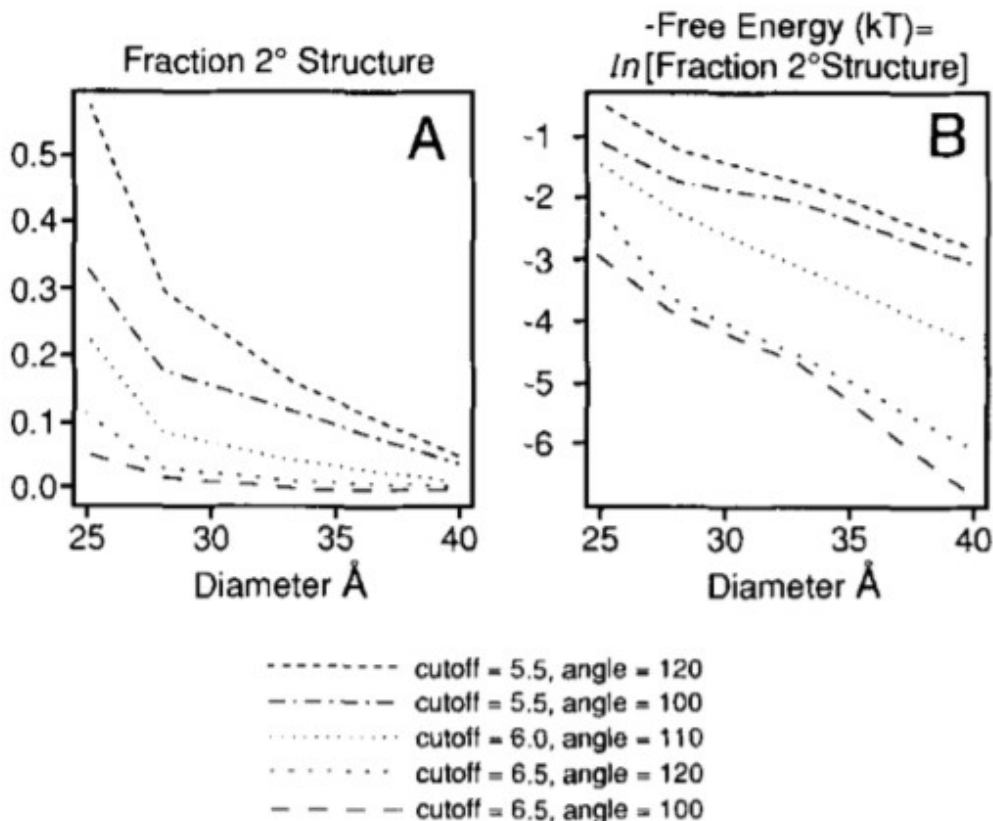 Fraction 2° Structure
-Free Energy (kT)=
ln[Fraction 2°Structure]
A
B
0.5
0.4
0.3
0.2
0.1
0.0
-1
-2
-3
-4
-5
-6
25 30 35 40
25 30 35 40
Diameter Å
Diameter Å
cutoff = 5.5, angle = 120
cutoff = 5.5, angle = 100
cutoff = 6.0, angle = 110
cutoff = 6.5, angle = 120
cutoff = 6.5, angle = 100